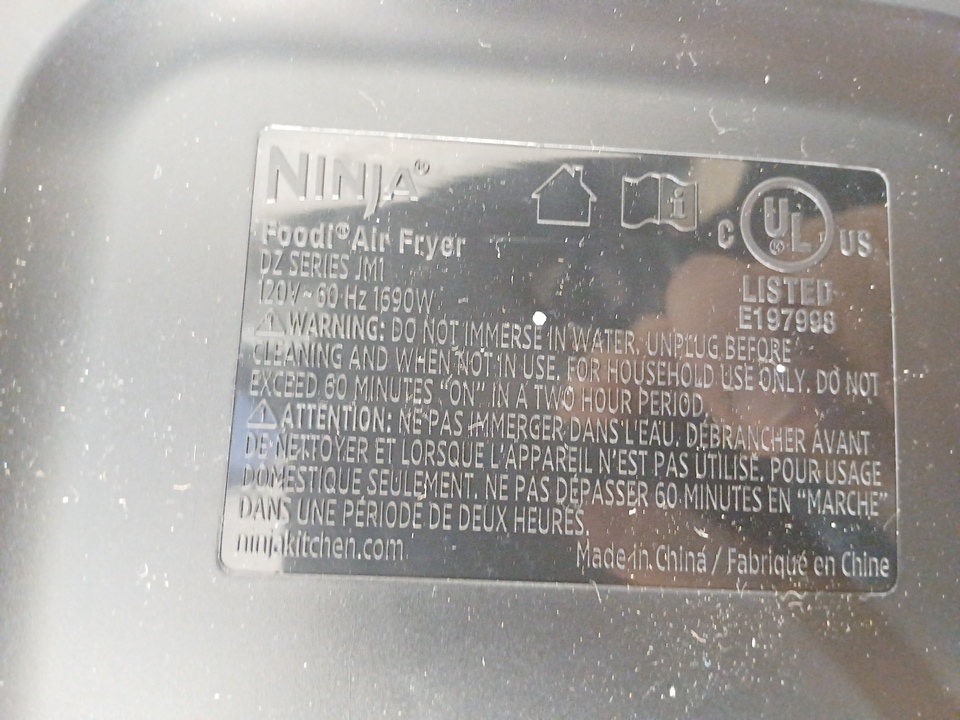 NINJA®
Foodi® Air Fryer
DZ SERIES JM1
120V~ 60 Hz 1690W
C UL® US
LISTED
E197998
⚠ WARNING: DO NOT IMMERSE IN WATER. UNPLUG BEFORE
CLEANING AND WHEN NOT IN USE. FOR HOUSEHOLD USE ONLY. DO NOT
EXCEED 60 MINUTES "ON" IN A TWO HOUR PERIOD.
⚠ ATTENTION: NE PAS IMMERGER DANS L'EAU. DÉBRANCHER AVANT
DE NETTOYER ET LORSQUE L'APPAREIL N'EST PAS UTILISÉ. POUR USAGE
DOMESTIQUE SEULEMENT. NE PAS DÉPASSER 60 MINUTES EN "MARCHE"
DANS UNE PÉRIODE DE DEUX HEURES.
ninjakitchen.com
Made in China / Fabriqué en Chine